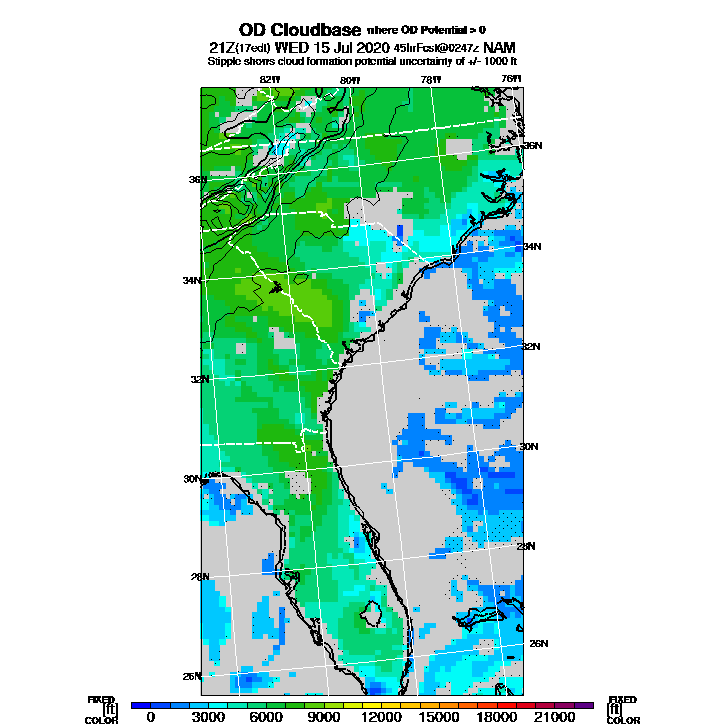 OD Cloudbase where OD Potential > 0
21Z(17edt) WED 15 Jul 2020 45hrFcst@0247z NAM
Stipple shows cloud formation potential uncertainty of +/- 1000 ft
82W 80W 78W 76W
36N
36N
34N
34N
32N
32N
30N
30N
28N
28N
26N
26N
FIXED FIXED
[ft] [ft]
COLOR COLOR
0 3000 6000 9000 12000 15000 18000 21000